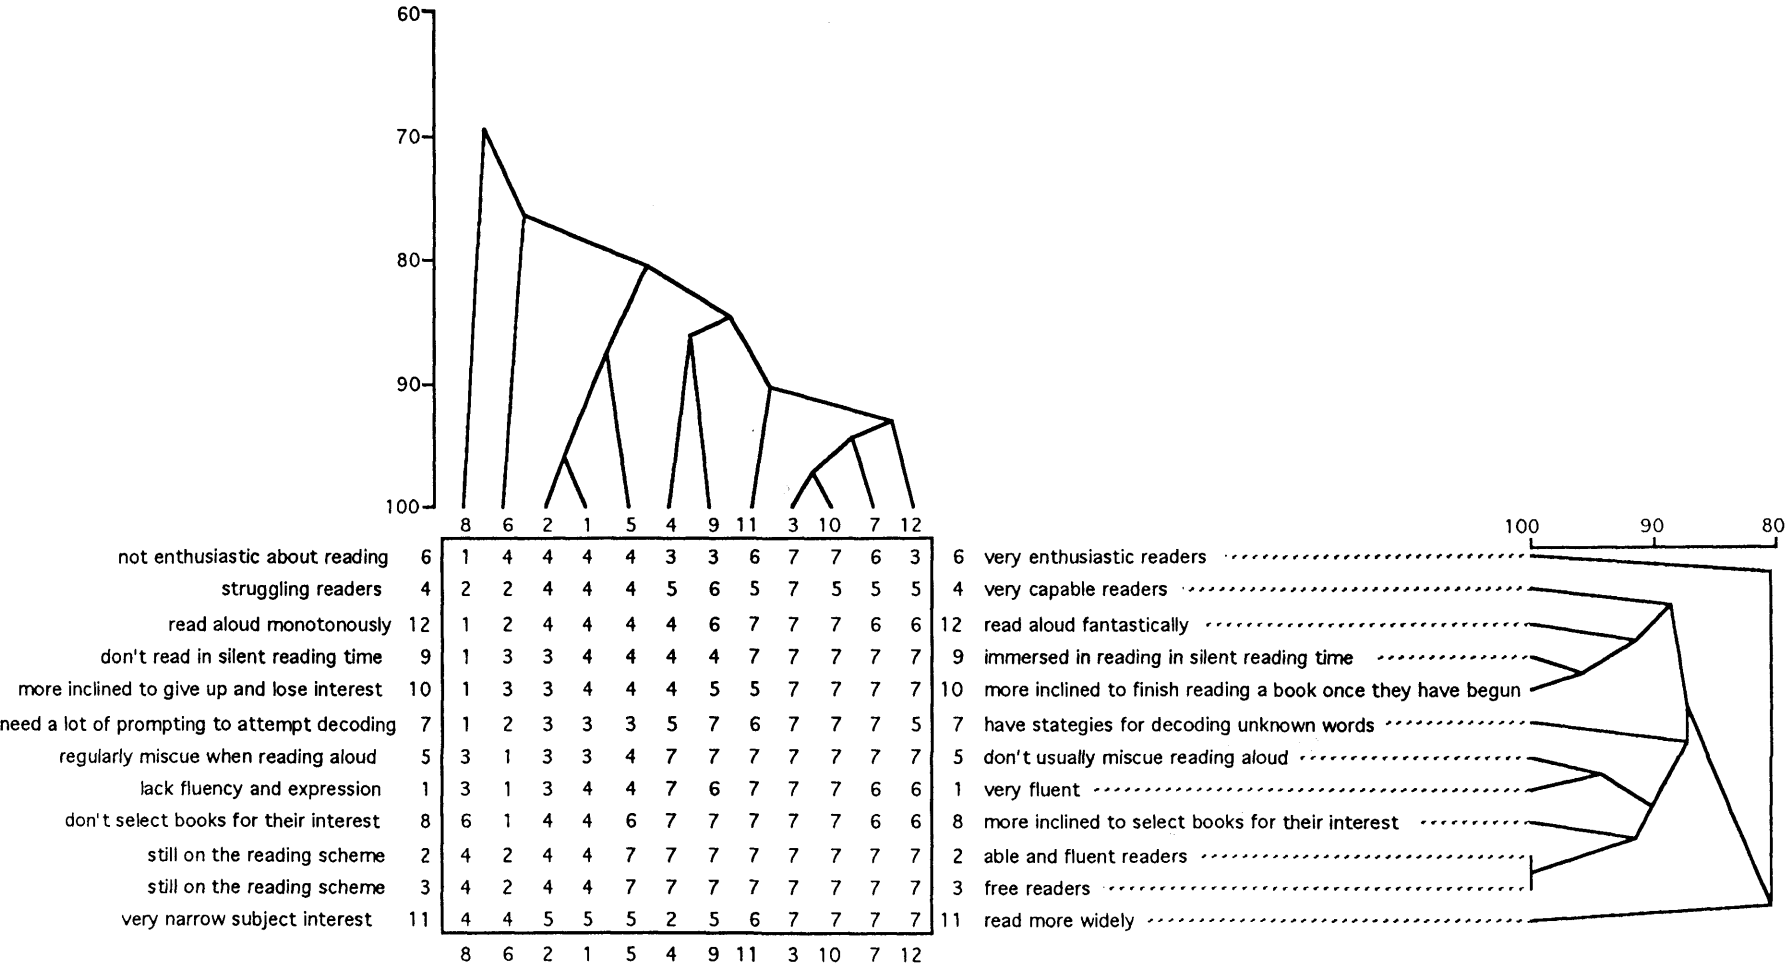 60
70
80
90
100
8 6 2 1 5 4 9 11 3 10 7 12 100 90 80
not enthusiastic about reading 6 1 4 4 4 4 3 3 6 7 7 6 3 6 very enthusiastic readers
struggling readers 4 2 2 4 4 4 5 6 5 7 5 5 5 4 very capable readers
read aloud monotonously 12 1 2 4 4 4 4 6 7 7 7 6 6 12 read aloud fantastically
don't read in silent reading time 9 1 3 3 4 4 4 4 7 7 7 7 7 9 immersed in reading in silent reading time
more inclined to give up and lose interest 10 1 3 3 4 4 4 5 5 7 7 7 7 10 more inclined to finish reading a book once they have begun
need a lot of prompting to attempt decoding 7 1 2 3 3 3 5 7 6 7 7 7 5 7 have stategies for decoding unknown words
regularly miscue when reading aloud 5 3 1 3 3 4 7 7 7 7 7 7 7 5 don't usually miscue reading aloud
lack fluency and expression 1 3 1 3 4 4 7 6 7 7 7 6 6 1 very fluent
don't select books for their interest 8 6 1 4 4 6 7 7 7 7 7 6 6 8 more inclined to select books for their interest
still on the reading scheme 2 4 2 4 4 7 7 7 7 7 7 7 7 2 able and fluent readers
still on the reading scheme 3 4 2 4 4 7 7 7 7 7 7 7 7 3 free readers
very narrow subject interest 11 4 4 5 5 5 2 5 6 7 7 7 7 11 read more widely
8 6 2 1 5 4 9 11 3 10 7 12